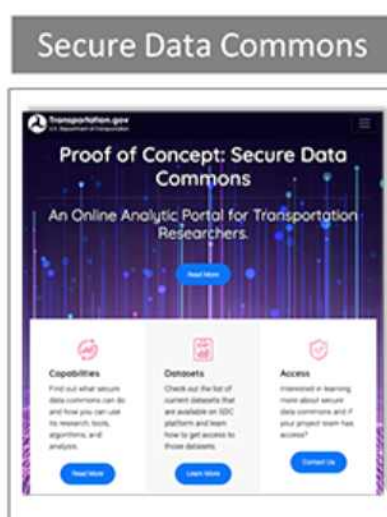 Secure Data Commons
Transportation.gov
U.S. Department of Transportation
Proof of Concept: Secure Data
Commons
An Online Analytic Portal for Transportation
Researchers.
Read More
Capabilities
Find out what secure
data commons can do
and how you can use
its research, tools,
algorithms, and
analysis.
Read More
Datasets
Check out the list of
current datasets that
are available on SDC
platform and learn
how to get access to
those datasets.
Learn More
Access
Interested in learning
more about secure
data commons and if
your project team has
access?
Contact Us